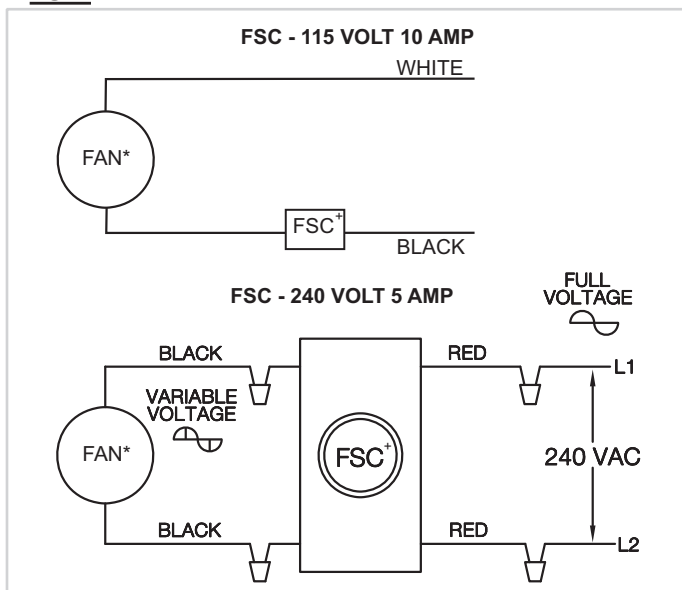 FSC - 115 VOLT 10 AMP
WHITE
FAN*
FSC+
BLACK
FSC - 240 VOLT 5 AMP
FULL
VOLTAGE
BLACK
RED
L1
VARIABLE
VOLTAGE
FAN*
FSC+
240 VAC
BLACK
RED
L2